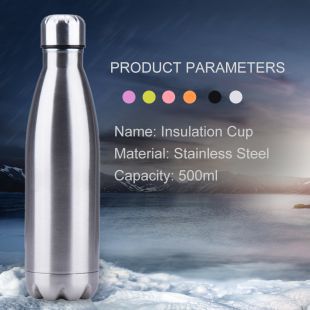 PRODUCT PARAMETERS
Name: Insulation Cup
Material: Stainless Steel
Capacity: 500ml